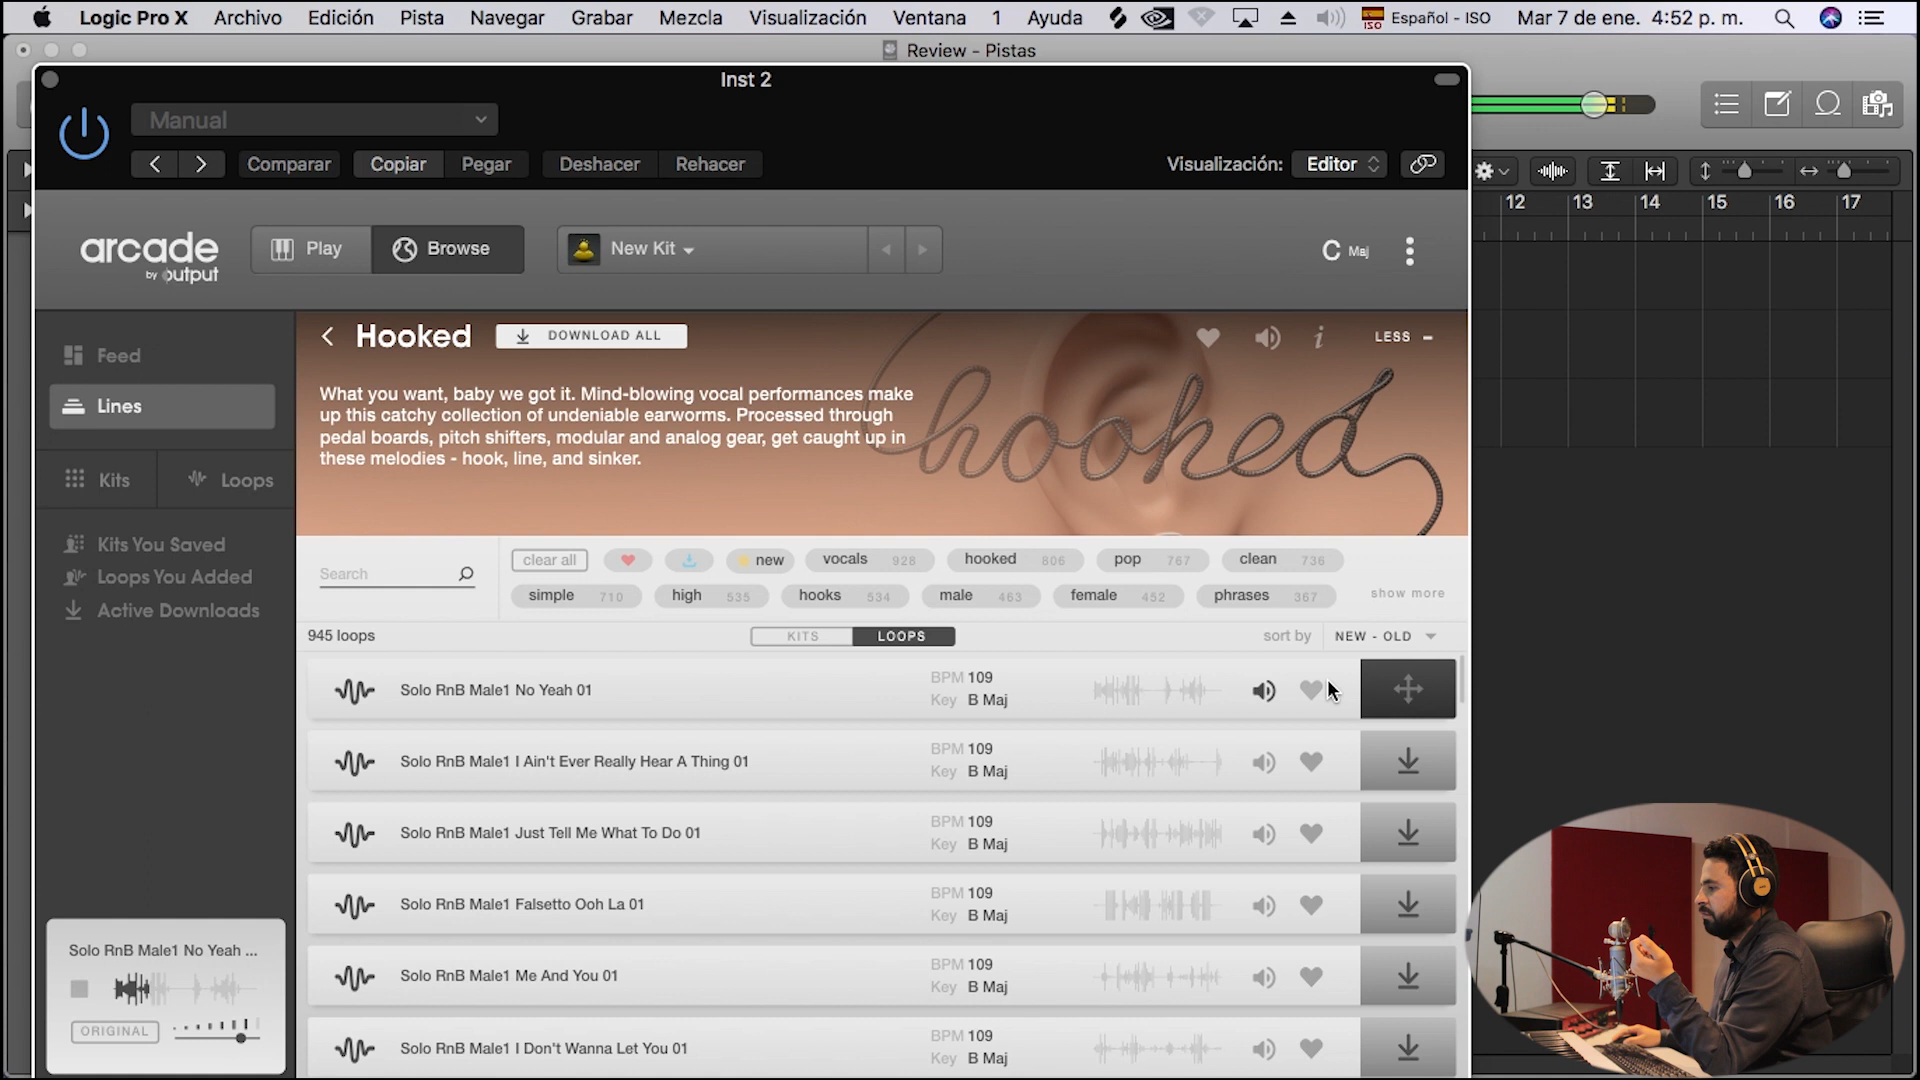 Logic Pro X Archivo Edición Pista Navegar Grabar Mezcla Visualización Ventana 1 Ayuda ISO Español - ISO Mar 7 de ene. 4:52 p. m.
Review - Pistas
Inst 2
Manual
Comparar Copiar Pegar Deshacer Rehacer Visualización: Editor
12 13 14 15 16 17
arcade
by output
Play Browse New Kit C Maj
Feed
Lines
Kits Loops
Kits You Saved
Loops You Added
Active Downloads
Hooked DOWNLOAD ALL i LESS –
What you want, baby we got it. Mind-blowing vocal performances make
up this catchy collection of undeniable earworms. Processed through
pedal boards, pitch shifters, modular and analog gear, get caught up in
these melodies - hook, line, and sinker.
hooked
Search
clear all new vocals 928 hooked 806 pop 767 clean 736
simple 710 high 535 hooks 534 male 463 female 452 phrases 367 show more
945 loops KITS LOOPS sort by NEW - OLD
Solo RnB Male1 No Yeah 01 BPM 109 Key B Maj
Solo RnB Male1 I Ain't Ever Really Hear A Thing 01 BPM 109 Key B Maj
Solo RnB Male1 Just Tell Me What To Do 01 BPM 109 Key B Maj
Solo RnB Male1 Falsetto Ooh La 01 BPM 109 Key B Maj
Solo RnB Male1 Me And You 01 BPM 109 Key B Maj
Solo RnB Male1 I Don't Wanna Let You 01 BPM 109 Key B Maj
Solo RnB Male1 No Yeah ...
ORIGINAL